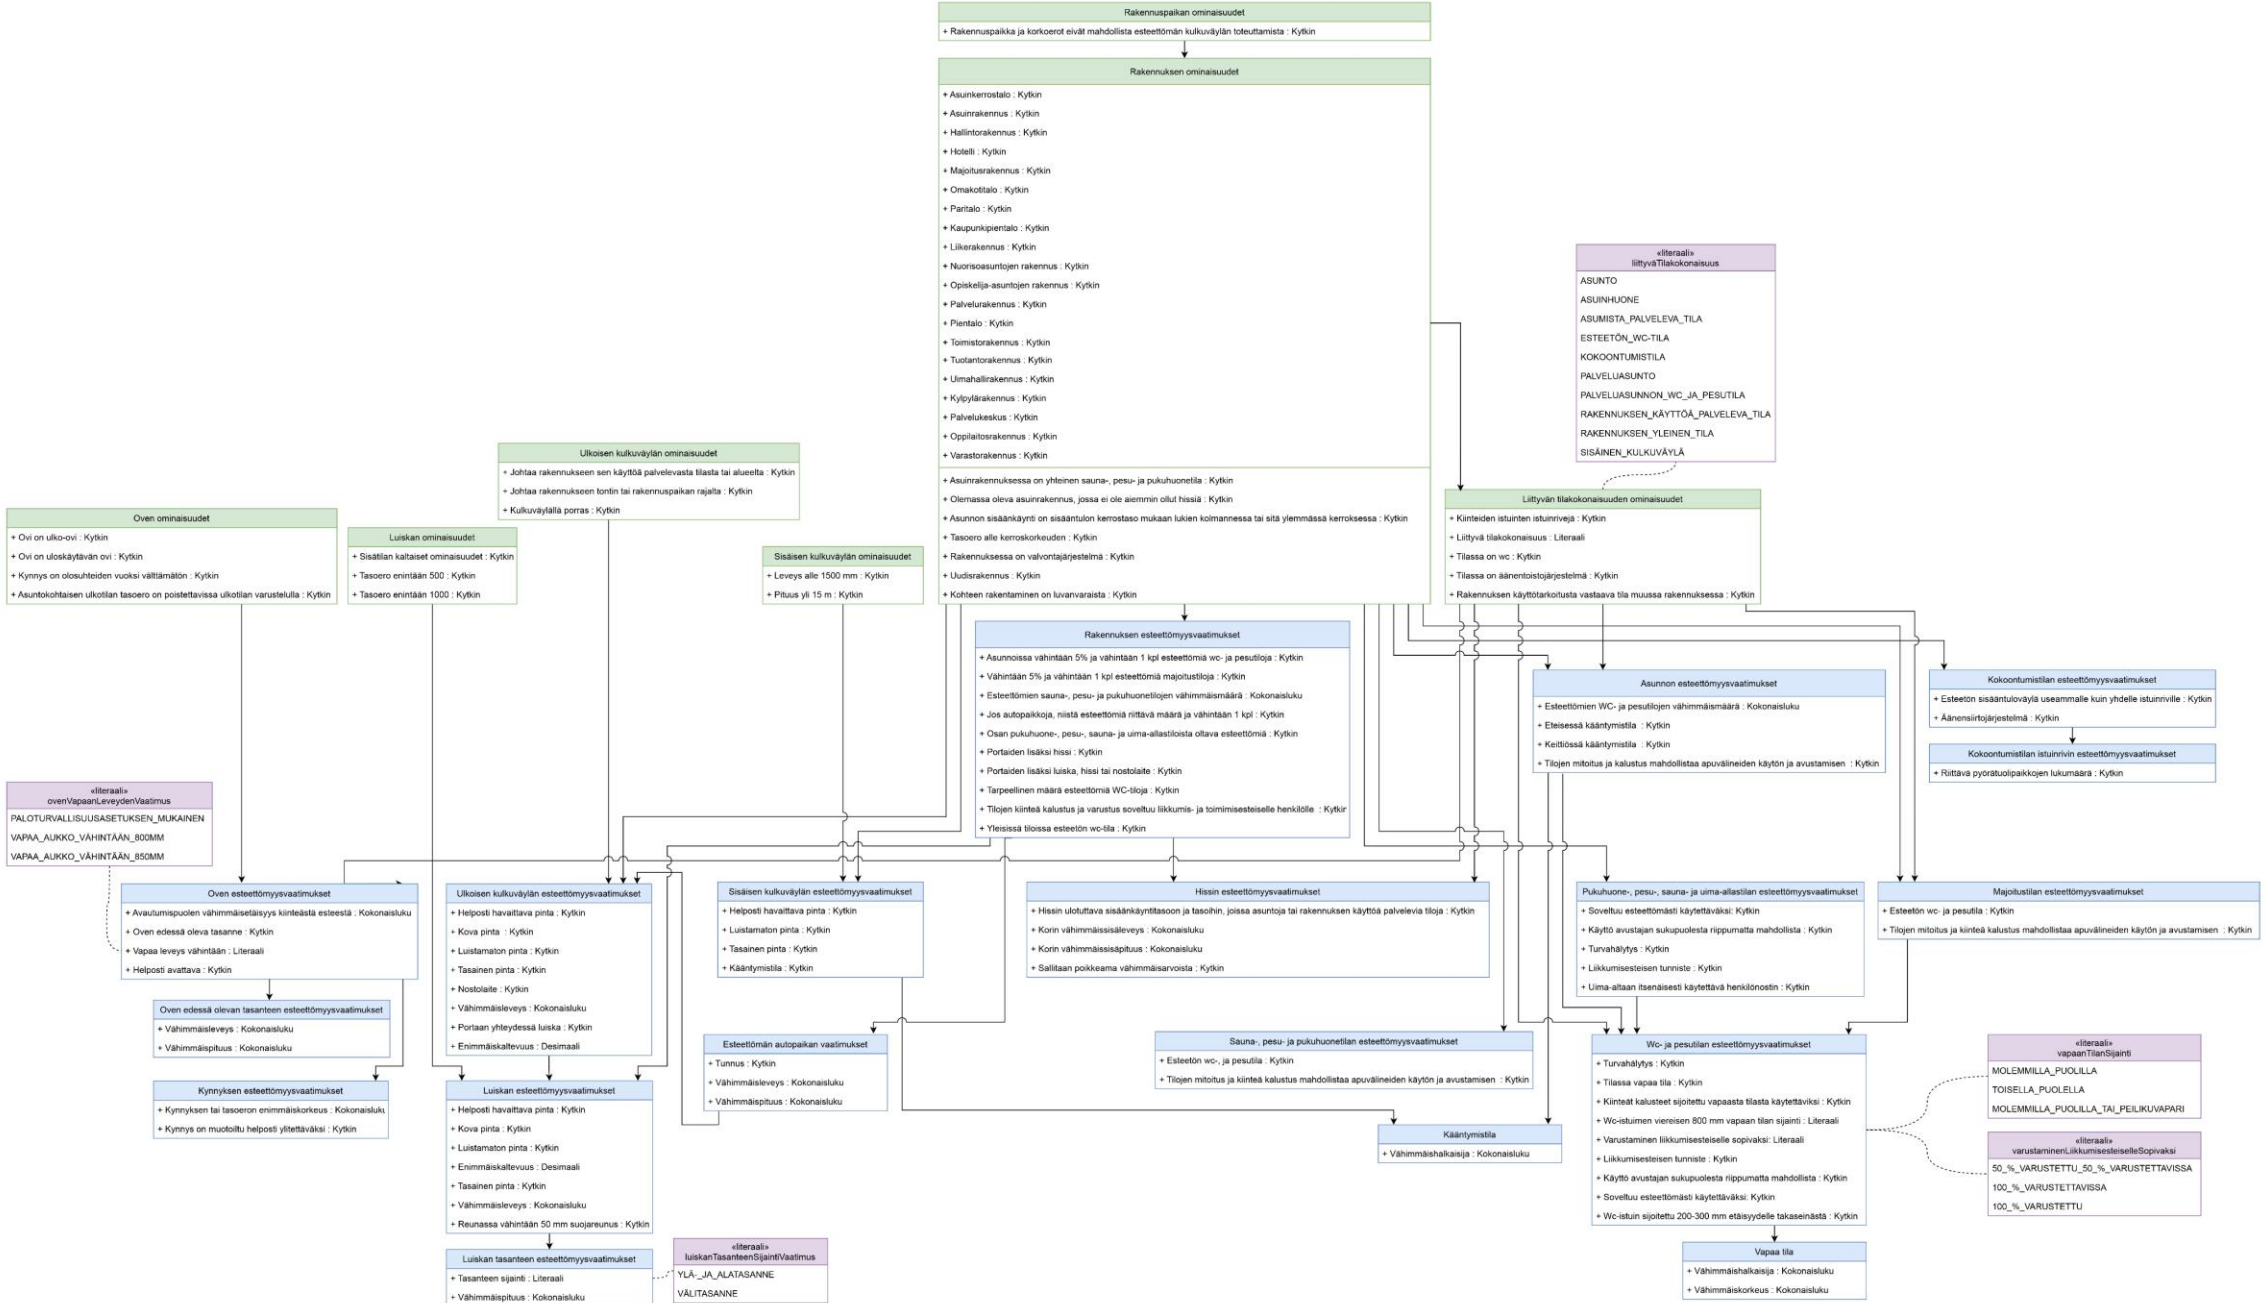 Rakennuspaikan ominaisuudet
+ Rakennuspaikka ja korkoerot eivät mahdollista esteettömän kulkuväylän toteuttamista : Kytkin
Rakennuksen ominaisuudet
+ Asuinkerrostalo : Kytkin
+ Asuinrakennus : Kytkin
+ Hallintorakennus : Kytkin
+ Hotelli : Kytkin
+ Majoitusrakennus : Kytkin
+ Omakotitalo : Kytkin
+ Paritalo : Kytkin
+ Kaupunkipientalo : Kytkin
+ Liikerakennus : Kytkin
+ Nuorisoasuntojen rakennus : Kytkin
+ Opiskelija-asuntojen rakennus : Kytkin
+ Palvelurakennus : Kytkin
+ Pientalo : Kytkin
+ Toimistorakennus : Kytkin
+ Tuotantorakennus : Kytkin
+ Uimahallirakennus : Kytkin
+ Kylpylärakennus : Kytkin
+ Palvelukeskus : Kytkin
+ Oppilaitosrakennus : Kytkin
+ Varastorakennus : Kytkin
+ Asuinrakennuksessa on yhteinen sauna-, pesu- ja pukuhuonetila : Kytkin
+ Olemassa oleva asuinrakennus, jossa ei ole aiemmin ollut hissiä : Kytkin
+ Asunnon sisäänkäynti on sisääntulon kerrostaso mukaan lukien kolmannessa tai sitä ylemmässä kerroksessa : Kytkin
+ Tasoero alle kerroskorkeuden : Kytkin
+ Rakennuksessa on valvontajärjestelmä : Kytkin
+ Uudisrakennus : Kytkin
+ Kohteen rakentaminen on luvanvaraista : Kytkin
«literaali»
liittyväTilakokonaisuus
ASUNTO
ASUINHUONE
ASUMISTA_PALVELEVA_TILA
ESTEETÖN_WC-TILA
KOKOONTUMISTILA
PALVELUASUNTO
PALVELUASUNNON_WC_JA_PESUTILA
RAKENNUKSEN_KÄYTTÖÄ_PALVELEVA_TILA
RAKENNUKSEN_YLEINEN_TILA
SISÄINEN_KULKUVÄYLÄ
Ulkoisen kulkuväylän ominaisuudet
+ Johtaa rakennukseen sen käyttöä palvelevasta tilasta tai alueelta : Kytkin
+ Johtaa rakennukseen tontin tai rakennuspaikan rajalta : Kytkin
+ Kulkuväylällä porras : Kytkin
Liittyvän tilakokonaisuuden ominaisuudet
+ Kiinteiden istuinten istuinrivejä : Kytkin
+ Liittyvä tilakokonaisuus : Literaali
+ Tilassa on wc : Kytkin
+ Tilassa on äänentoistojärjestelmä : Kytkin
+ Rakennuksen käyttötarkoitusta vastaava tila muussa rakennuksessa : Kytkin
Oven ominaisuudet
+ Ovi on ulko-ovi : Kytkin
+ Ovi on uloskäytävän ovi : Kytkin
+ Kynnys on olosuhteiden vuoksi välttämätön : Kytkin
+ Asuntokohtaisen ulkotilan tasoero on poistettavissa ulkotilan varustelulla : Kytkin
Luiskan ominaisuudet
+ Sisätilan kaltaiset ominaisuudet : Kytkin
+ Tasoero enintään 500 : Kytkin
+ Tasoero enintään 1000 : Kytkin
Sisäisen kulkuväylän ominaisuudet
+ Leveys alle 1500 mm : Kytkin
+ Pituus yli 15 m : Kytkin
Rakennuksen esteettömyysvaatimukset
+ Asunnoissa vähintään 5% ja vähintään 1 kpl esteettömiä wc- ja pesutiloja : Kytkin
+ Vähintään 5% ja vähintään 1 kpl esteettömiä majoitustiloja : Kytkin
+ Esteettömien sauna-, pesu- ja pukuhuonetilojen vähimmäismäärä : Kokonaisluku
+ Jos autopaikkoja, niistä esteettömiä riittävä määrä ja vähintään 1 kpl : Kytkin
+ Osan pukuhuone-, pesu-, sauna- ja uima-allastiloista oltava esteettömiä : Kytkin
+ Portaiden lisäksi hissi : Kytkin
+ Portaiden lisäksi luiska, hissi tai nostolaite : Kytkin
+ Tarpeellinen määrä esteettömiä WC-tiloja : Kytkin
+ Tilojen kiinteä kalustus ja varustus soveltuu liikkumis- ja toimimisesteiselle henkilölle : Kytkin
+ Yleisissä tiloissa esteetön wc-tila : Kytkin
Asunnon esteettömyysvaatimukset
+ Esteettömien WC- ja pesutilojen vähimmäismäärä : Kokonaisluku
+ Eteisessä kääntymistila : Kytkin
+ Keittiössä kääntymistila : Kytkin
+ Tilojen mitoitus ja kalustus mahdollistaa apuvälineiden käytön ja avustamisen : Kytkin
Kokoontumistilan esteettömyysvaatimukset
+ Esteetön sisääntuloväylä useammalle kuin yhdelle istuinriville : Kytkin
+ Äänensiirtojärjestelmä : Kytkin
Kokoontumistilan istuinrivin esteettömyysvaatimukset
+ Riittävä pyörätuolipaikkojen lukumäärä : Kytkin
«literaali»
ovenVapaanLeveydenVaatimus
PALOTURVALLISUUSASETUKSEN_MUKAINEN
VAPAA_AUKKO_VÄHINTÄÄN_800MM
VAPAA_AUKKO_VÄHINTÄÄN_850MM
Oven esteettömyysvaatimukset
+ Avautumispuolen vähimmäisetäisyys kiinteästä esteestä : Kokonaisluku
+ Oven edessä oleva tasanne : Kytkin
+ Vapaa leveys vähintään : Literaali
+ Helposti avattava : Kytkin
Ulkoisen kulkuväylän esteettömyysvaatimukset
+ Helposti havaittava pinta : Kytkin
+ Kova pinta : Kytkin
+ Luistamaton pinta : Kytkin
+ Tasainen pinta : Kytkin
+ Nostolaite : Kytkin
+ Vähimmäisleveys : Kokonaisluku
+ Portaan yhteydessä luiska : Kytkin
+ Enimmäiskaltevuus : Desimaali
Sisäisen kulkuväylän esteettömyysvaatimukset
+ Helposti havaittava pinta : Kytkin
+ Luistamaton pinta : Kytkin
+ Tasainen pinta : Kytkin
+ Kääntymistila : Kytkin
Hissin esteettömyysvaatimukset
+ Hissin ulotuttava sisäänkäyntitasoon ja tasoihin, joissa asuntoja tai rakennuksen käyttöä palvelevia tiloja : Kytkin
+ Korin vähimmäissisäleveys : Kokonaisluku
+ Korin vähimmäissisäpituus : Kokonaisluku
+ Sallitaan poikkeama vähimmäisarvoista : Kytkin
Pukuhuone-, pesu-, sauna- ja uima-allastilan esteettömyysvaatimukset
+ Soveltuu esteettömästi käytettäväksi: Kytkin
+ Käyttö avustajan sukupuolesta riippumatta mahdollista : Kytkin
+ Turvahälytys : Kytkin
+ Liikkumisesteisen tunniste : Kytkin
+ Uima-altaan itsenäisesti käytettävä henkilönostin : Kytkin
Majoitustilan esteettömyysvaatimukset
+ Esteetön wc- ja pesutila : Kytkin
+ Tilojen mitoitus ja kiinteä kalustus mahdollistaa apuvälineiden käytön ja avustamisen : Kytkin
Oven edessä olevan tasanteen esteettömyysvaatimukset
+ Vähimmäisleveys : Kokonaisluku
+ Vähimmäispituus : Kokonaisluku
Kynnyksen esteettömyysvaatimukset
+ Kynnyksen tai tasoeron enimmäiskorkeus : Kokonaisluku
+ Kynnys on muotoiltu helposti ylitettäväksi : Kytkin
Luiskan esteettömyysvaatimukset
+ Helposti havaittava pinta : Kytkin
+ Kova pinta : Kytkin
+ Luistamaton pinta : Kytkin
+ Enimmäiskaltevuus : Desimaali
+ Tasainen pinta : Kytkin
+ Vähimmäisleveys : Kokonaisluku
+ Reunassa vähintään 50 mm suojareunus : Kytkin
Esteettömän autopaikan vaatimukset
+ Tunnus : Kytkin
+ Vähimmäisleveys : Kokonaisluku
+ Vähimmäispituus : Kokonaisluku
Sauna-, pesu- ja pukuhuonetilan esteettömyysvaatimukset
+ Esteetön wc-, ja pesutila : Kytkin
+ Tilojen mitoitus ja kiinteä kalustus mahdollistaa apuvälineiden käytön ja avustamisen : Kytkin
Kääntymistila
+ Vähimmäishalkaisija : Kokonaisluku
Wc- ja pesutilan esteettömyysvaatimukset
+ Turvahälytys : Kytkin
+ Tilassa vapaa tila : Kytkin
+ Kiinteät kalusteet sijoitettu vapaasta tilasta käytettäviksi : Kytkin
+ Wc-istuimen viereisen 800 mm vapaan tilan sijainti : Literaali
+ Varustaminen liikkumisesteiselle sopivaksi: Literaali
+ Liikkumisesteisen tunniste : Kytkin
+ Käyttö avustajan sukupuolesta riippumatta mahdollista : Kytkin
+ Soveltuu esteettömästi käytettäväksi: Kytkin
+ Wc-istuin sijoitettu 200-300 mm etäisyydelle takaseinästä : Kytkin
«literaali»
vapaanTilanSijainti
MOLEMMILLA_PUOLILLA
TOISELLA_PUOLELLA
MOLEMMILLA_PUOLILLA_TAI_PEILIKUVAPARI
«literaali»
varustaminenLiikkumisesteiselleSopivaksi
50_%_VARUSTETTU_50_%_VARUSTETTAVISSA
100_%_VARUSTETTAVISSA
100_%_VARUSTETTU
Luiskan tasanteen esteettömyysvaatimukset
+ Tasanteen sijainti : Literaali
+ Vähimmäispituus : Kokonaisluku
«literaali»
luiskanTasanteenSijaintiVaatimus
YLÄ-_JA_ALATASANNE
VÄLITASANNE
Vapaa tila
+ Vähimmäishalkaisija : Kokonaisluku
+ Vähimmäiskorkeus : Kokonaisluku